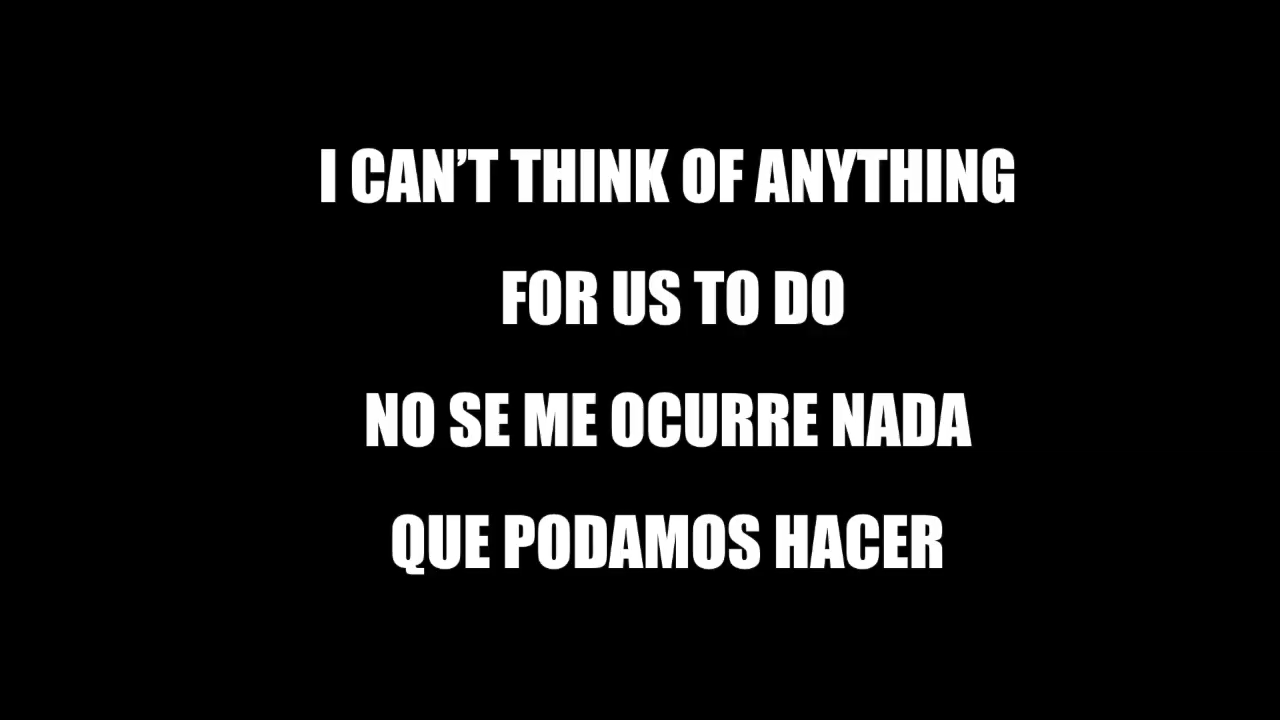 I CAN’T THINK OF ANYTHING
FOR US TO DO
NO SE ME OCURRE NADA
QUE PODAMOS HACER